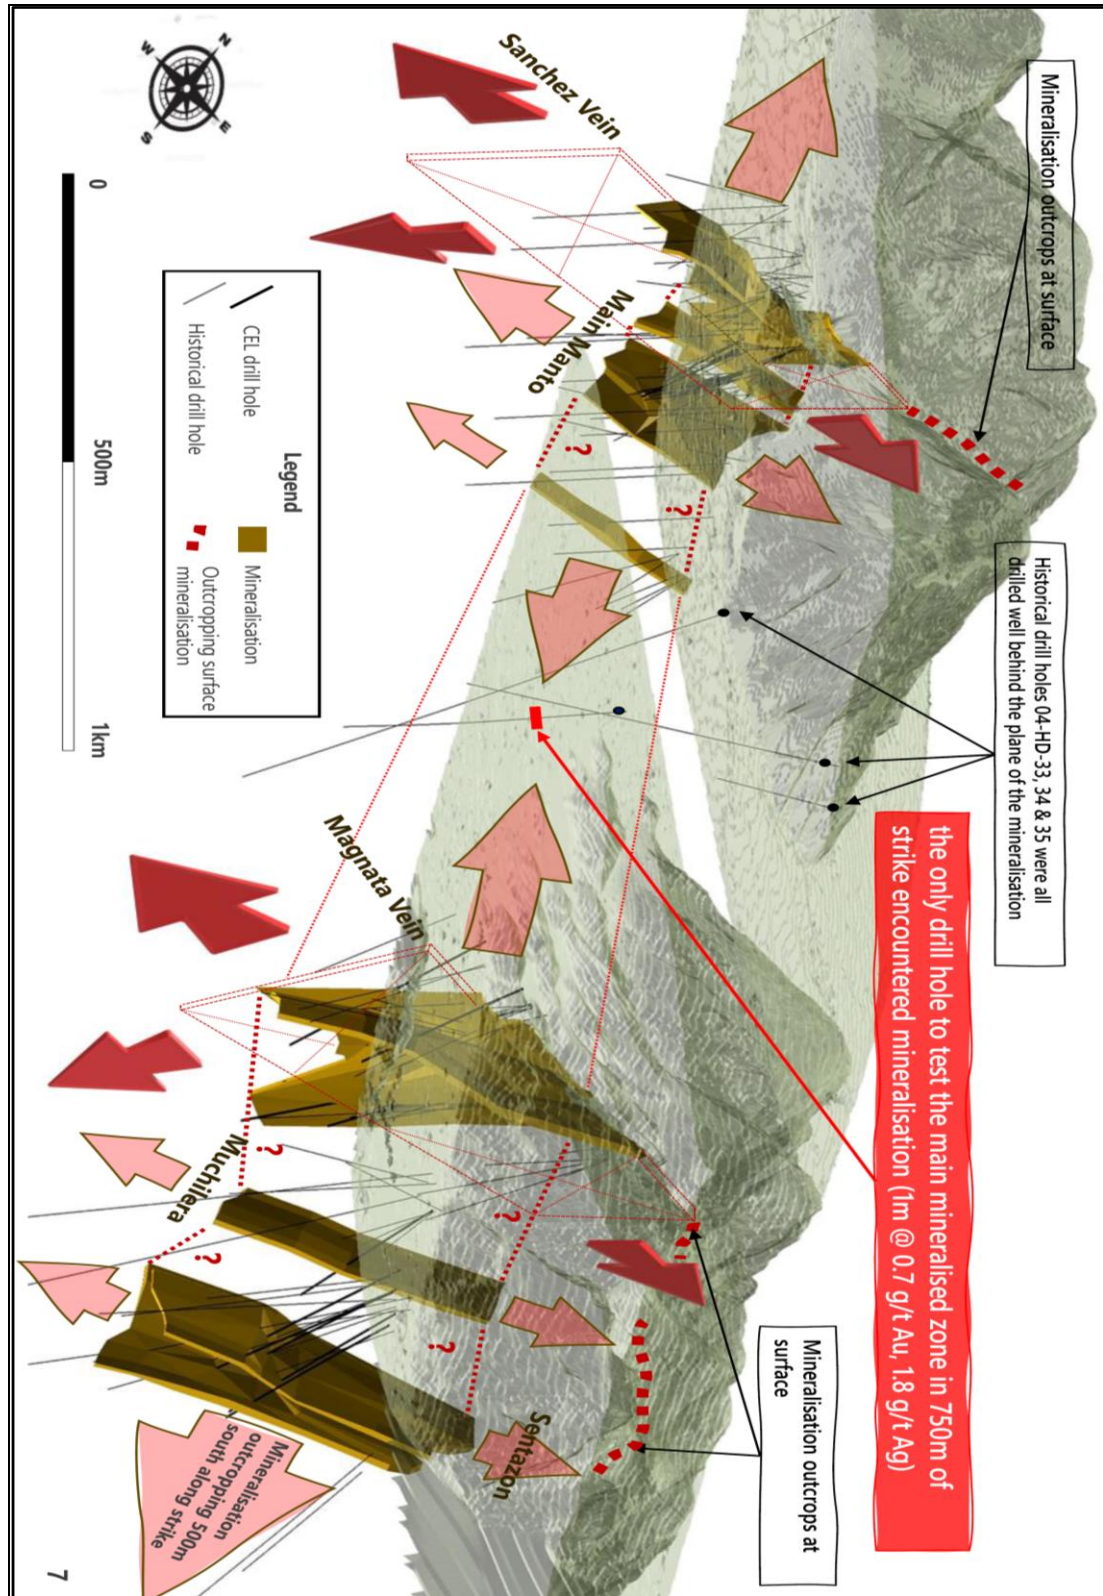 Mineralisation outcrops at surface
Historical drill holes 04-HD-33, 34 & 35 were all
drilled well behind the plane of the mineralisation
the only drill hole to test the main mineralised zone in 750m of
strike encountered mineralisation (1m @ 0.7 g/t Au, 1.8 g/t Ag)
Mineralisation outcrops at
surface
Sanchez Vein
Main Manto
?
?
Magnata Vein
Muchilera
?
?
?
?
Sentazon
Mineralisation
outcropping 500m
south along strike
N
E
S
W
0
500m
1km
Legend
CEL drill hole
Historical drill hole
Mineralisation
Outcropping surface
mineralisation
7